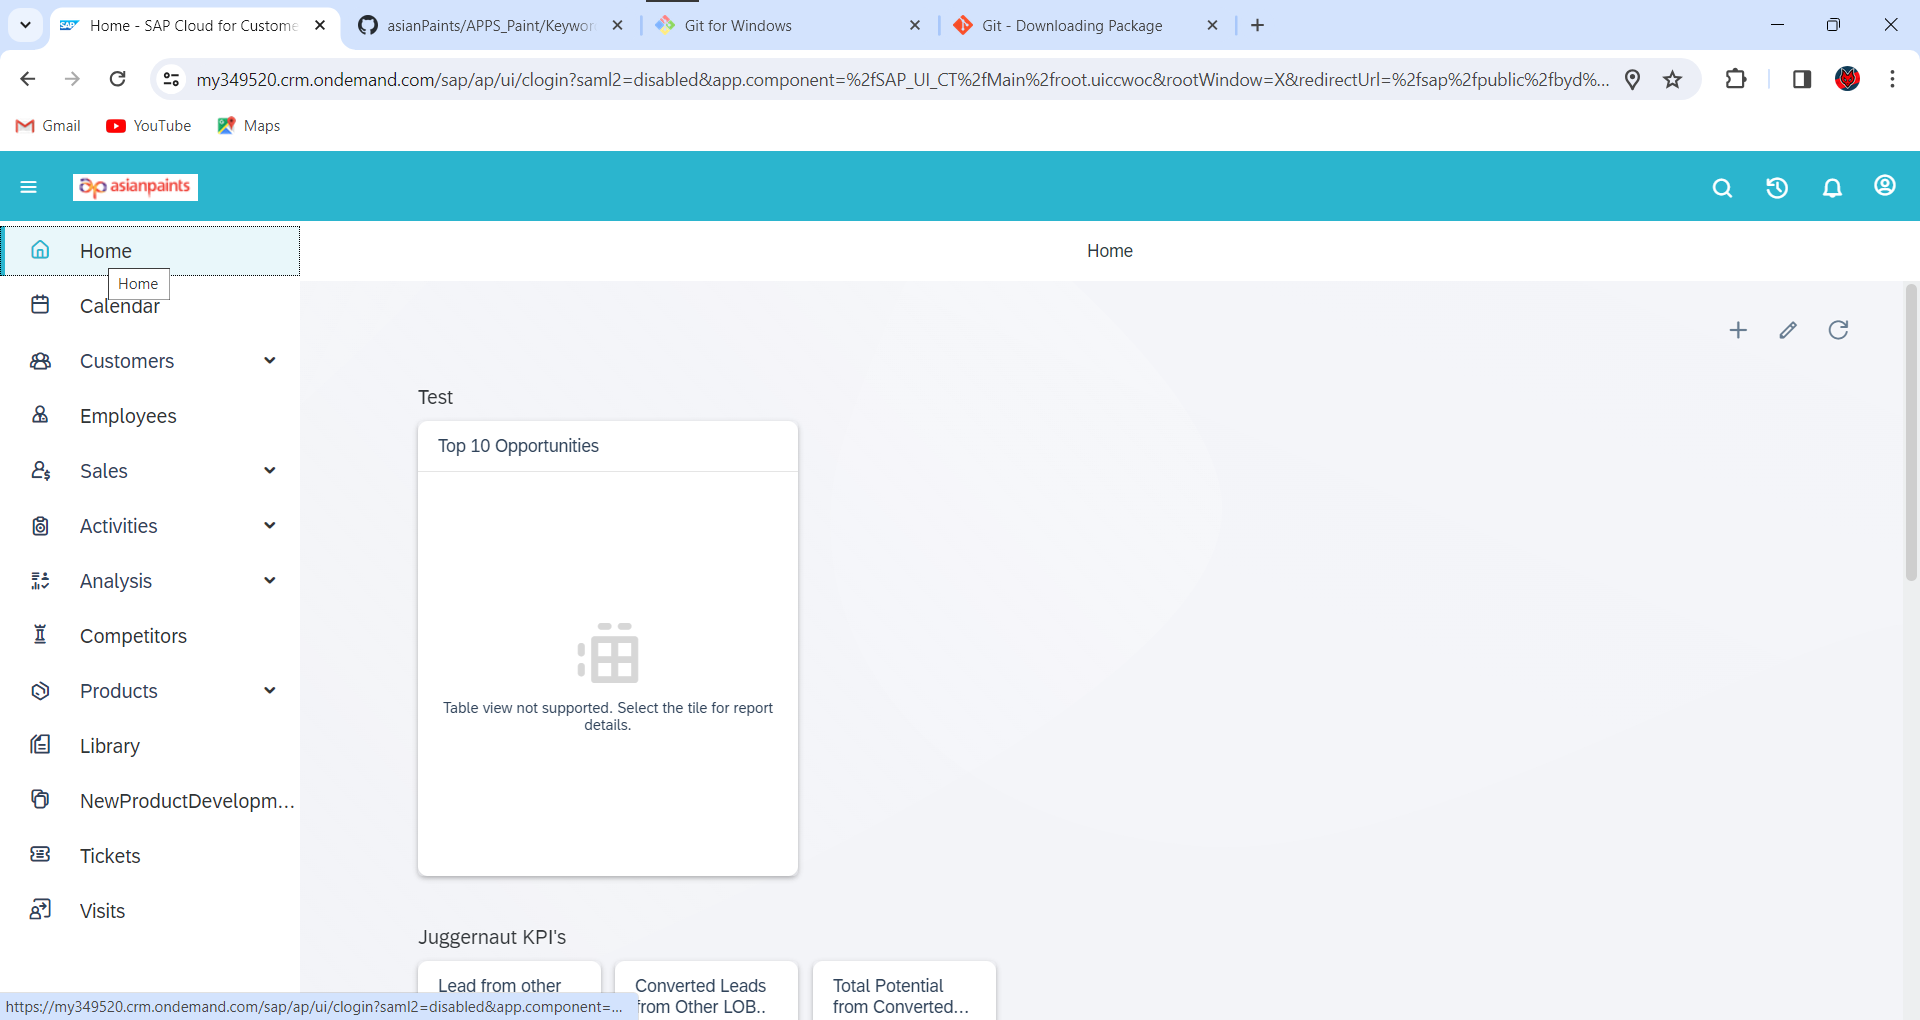 Home - SAP Cloud for Custome
asianPaints/APPS_Paint/Keywor
Git for Windows
Git - Downloading Package
my349520.crm.ondemand.com/sap/ap/ui/clogin?saml2=disabled&app.component=%2fSAP_UI_CT%2fMain%2froot.uiccwoc&rootWindow=X&redirectUrl=%2fsap%2fpublic%2fbyd%...
Gmail
YouTube
Maps
asianpaints
Home
Home
Home
Calendar
Customers
Employees
Sales
Activities
Analysis
Competitors
Products
Library
NewProductDevelopm...
Tickets
Visits
Test
Top 10 Opportunities
Table view not supported. Select the tile for report
details.
Juggernaut KPI's
Lead from other
Converted Leads
from Other LOB..
Total Potential
from Converted...
https://my349520.crm.ondemand.com/sap/ap/ui/clogin?saml2=disabled&app.component=...